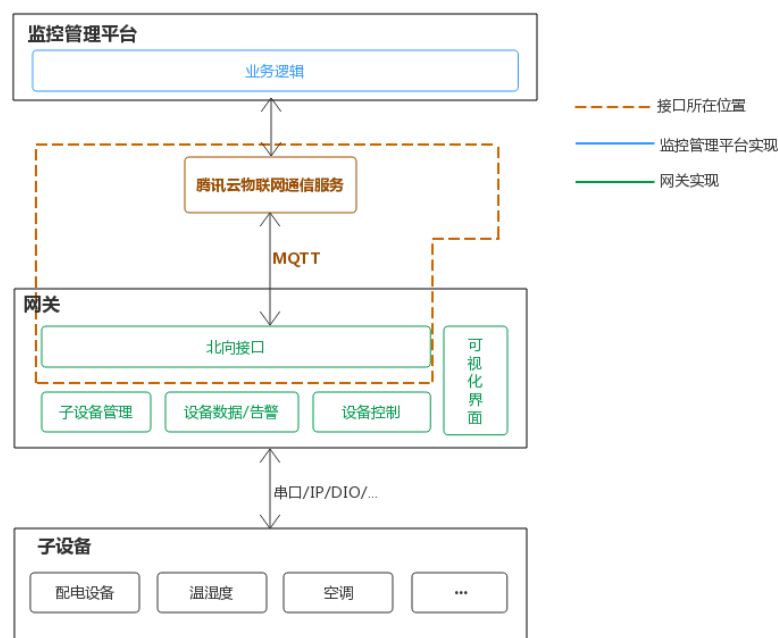 监控管理平台
业务逻辑
接口所在位置
监控管理平台实现
网关实现
腾讯云物联网通信服务
MQTT
网关
北向接口
可视化界面
子设备管理
设备数据/告警
设备控制
串口/IP/DIO/...
子设备
配电设备
温湿度
空调
...